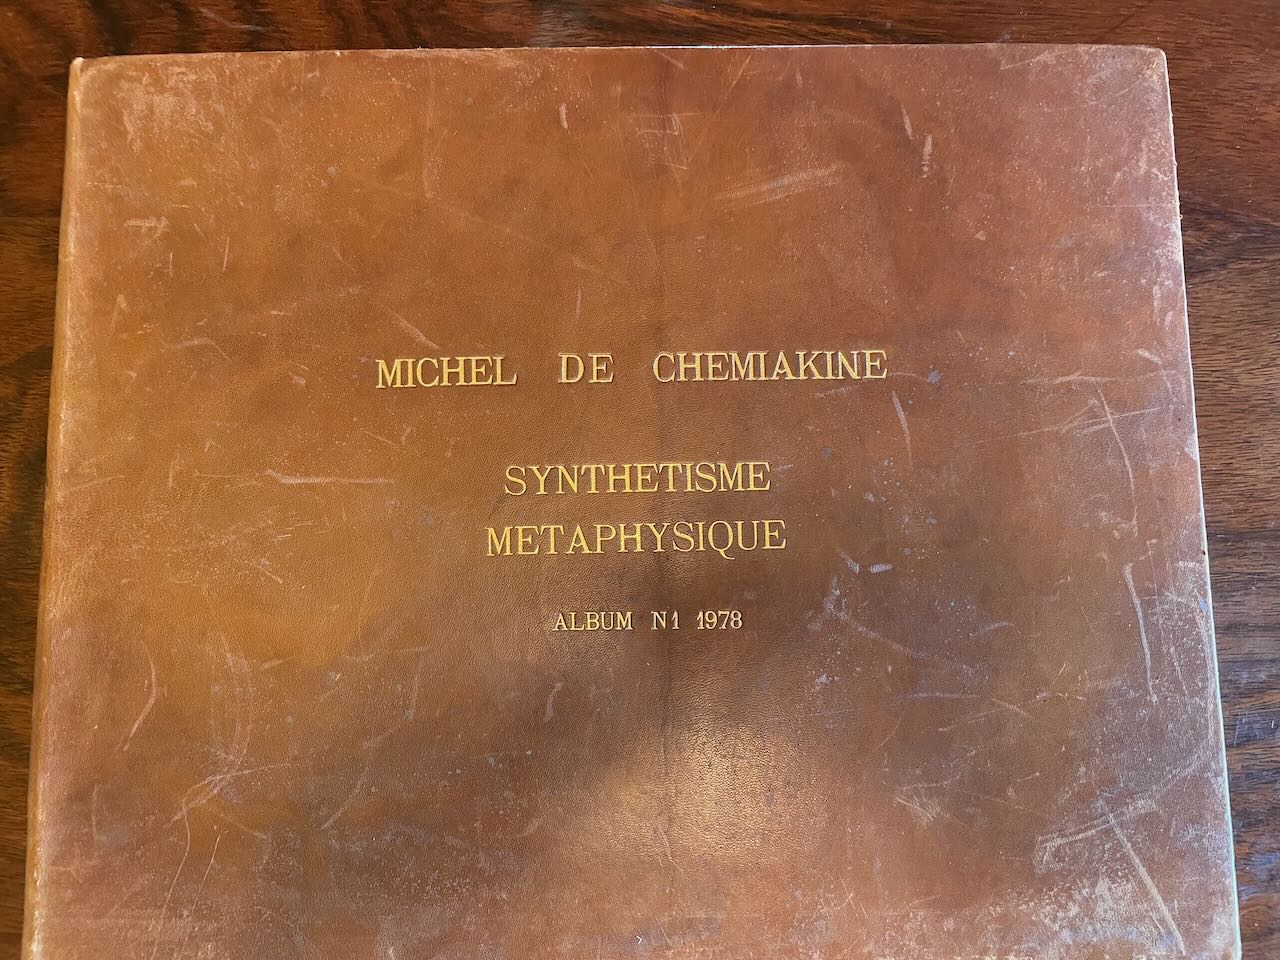 MICHEL DE CHEMIAKINE
SYNTHETISME
METAPHYSIQUE
ALBUM N1 1978